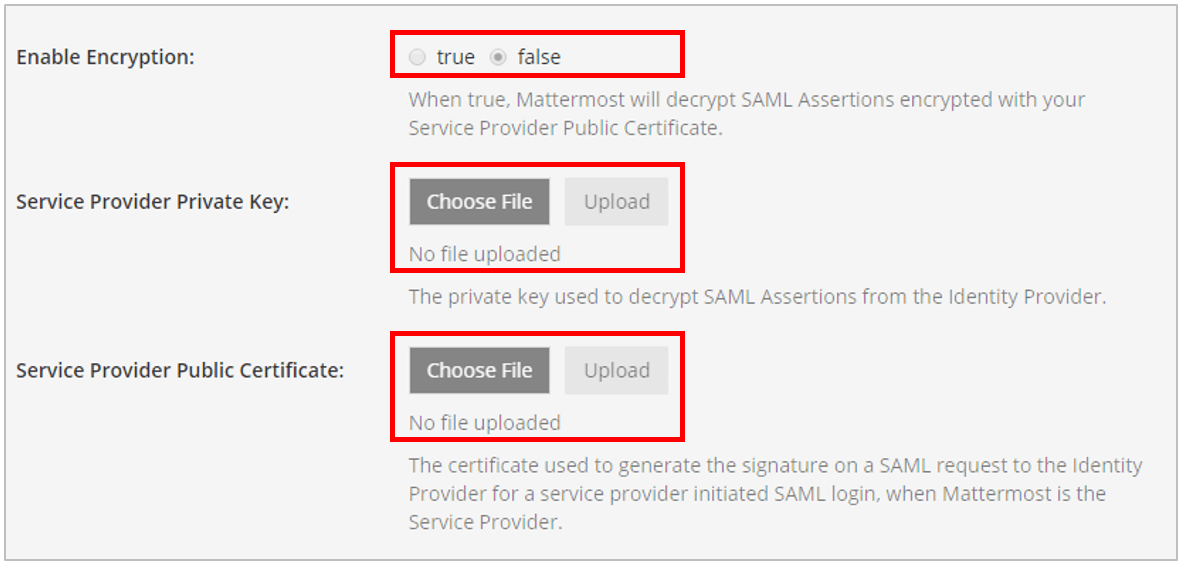 Enable Encryption:
true false
When true, Mattermost will decrypt SAML Assertions encrypted with your
Service Provider Public Certificate.
Service Provider Private Key:
Choose File Upload
No file uploaded
The private key used to decrypt SAML Assertions from the Identity Provider.
Service Provider Public Certificate:
Choose File Upload
No file uploaded
The certificate used to generate the signature on a SAML request to the Identity
Provider for a service provider initiated SAML login, when Mattermost is the
Service Provider.